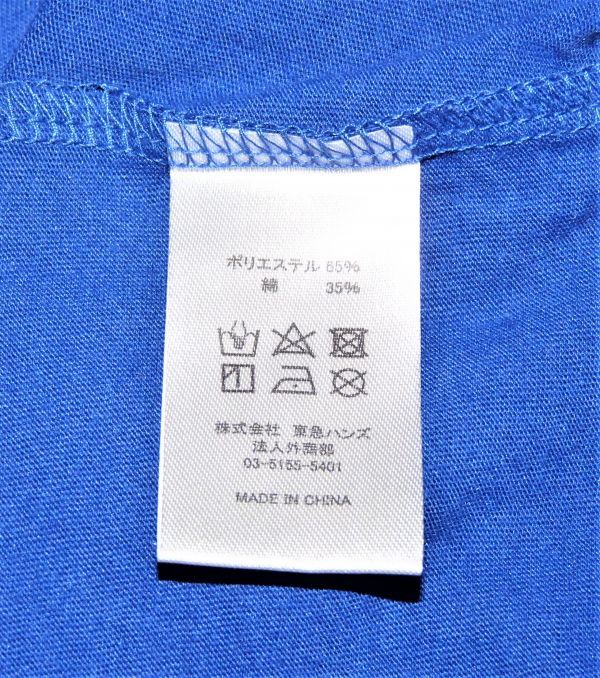 ポリエステル 65%
綿 35%
株式会社 東急ハンズ
法人外商部
03-5155-5401
MADE IN CHINA